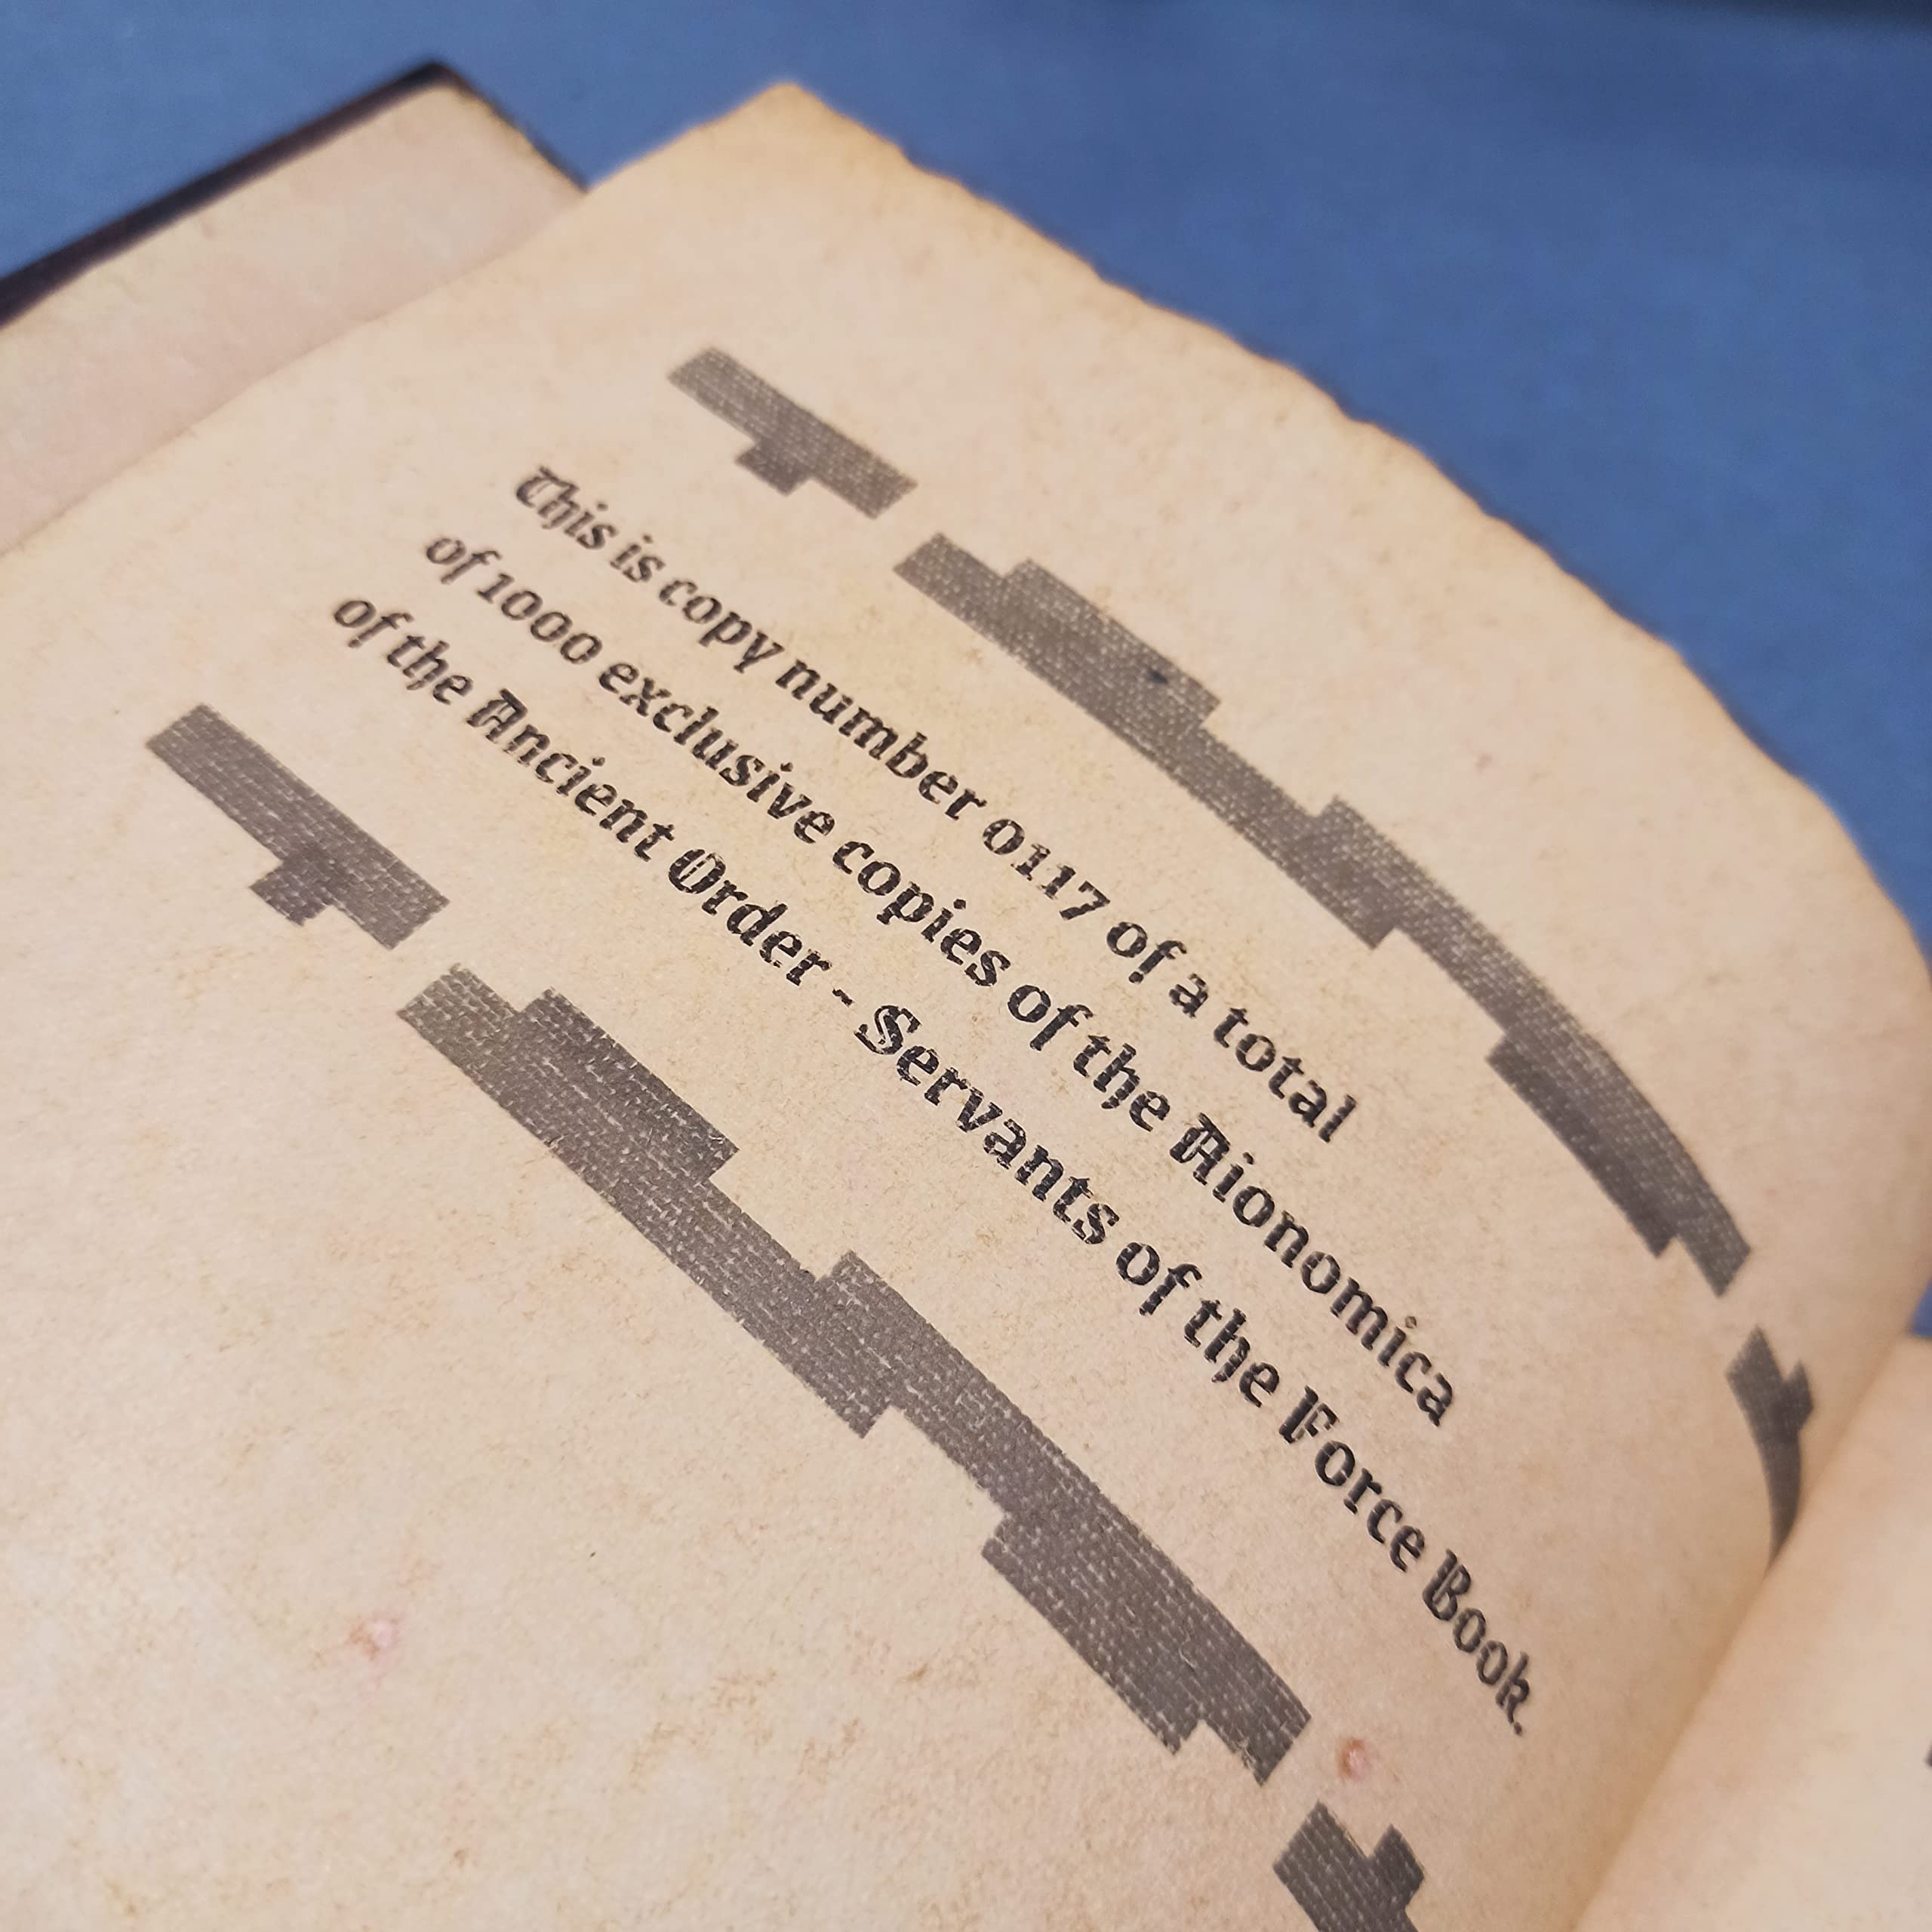 This is copy number 0117 of a total
of 1000 exclusive copies of the Aionomica
of the Ancient Order ~ Servants of the Force Book.